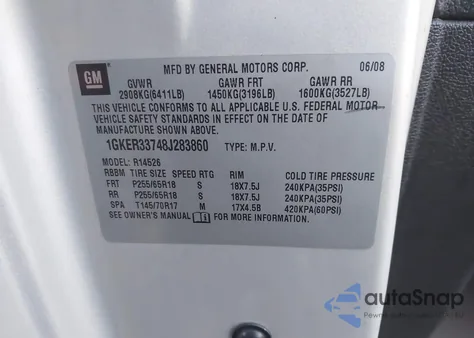 GM
MFD BY GENERAL MOTORS CORP. 06/08
GVWR GAWR FRT GAWR RR
2908KG(6411LB) 1450KG(3196LB) 1600KG(3527LB)
THIS VEHICLE CONFORMS TO ALL APPLICABLE U.S. FEDERAL MOTOR
VEHICLE SAFETY STANDARDS IN EFFECT ON THE DATE OF
MANUFACTURE SHOWN ABOVE.
1GKER33748J283860 TYPE: M.P.V.
MODEL: R14526
RBBM TIRE SIZE SPEED RTG RIM COLD TIRE PRESSURE
FRT P255/65R18 S 18X7.5J 240KPA(35PSI)
RR P255/65R18 S 18X7.5J 240KPA(35PSI)
SPA T145/70R17 M 17X4.5B 420KPA(60PSI)
SEE OWNER'S MANUAL FOR MORE INFORMATION.
autoSnap
POWERED BY